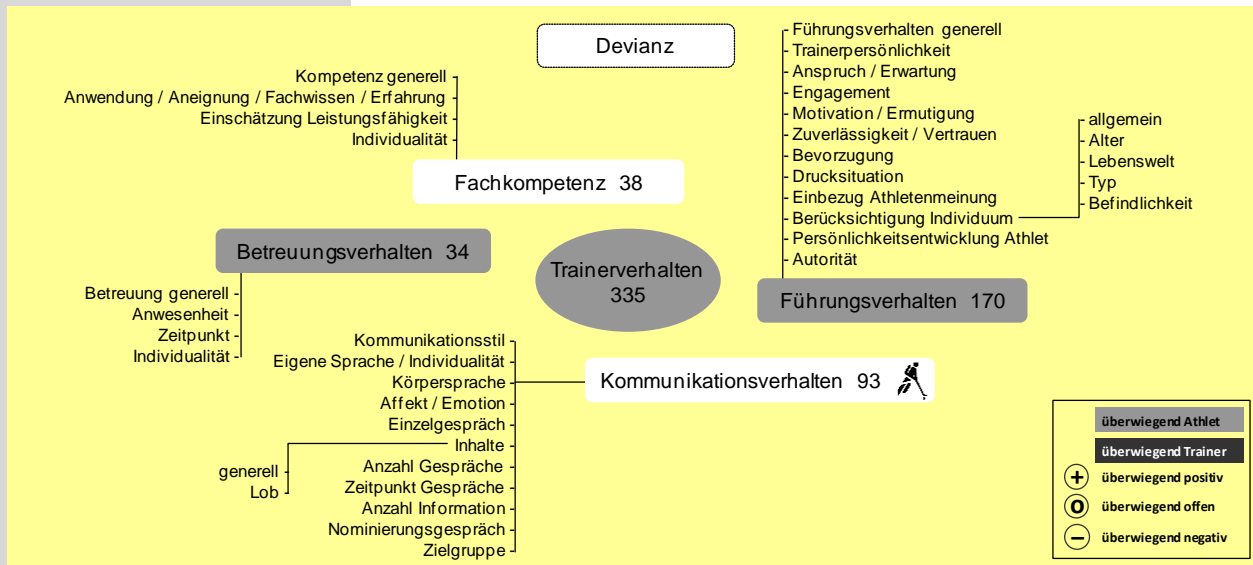 Devianz
Kompetenz generell
Anwendung / Aneignung / Fachwissen / Erfahrung
Einschätzung Leistungsfähigkeit
Individualität
Fachkompetenz 38
Führungsverhalten generell
Trainerpersönlichkeit
Anspruch / Erwartung
Engagement
Motivation / Ermutigung
Zuverlässigkeit / Vertrauen
Bevorzugung
Drucksituation
Einbezug Athletenmeinung
Berücksichtigung Individuum
Persönlichkeitsentwicklung Athlet
Autorität
allgemein
Alter
Lebenswelt
Typ
Befindlichkeit
Führungsverhalten 170
Betreuungsverhalten 34
Betreuung generell
Anwesenheit
Zeitpunkt
Individualität
Trainerverhalten
335
Kommunikationsstil
Eigene Sprache / Individualität
Körpersprache
Affekt / Emotion
Einzelgespräch
Inhalte
Anzahl Gespräche
Zeitpunkt Gespräche
Anzahl Information
Nominierungsgespräch
Zielgruppe
generell
Lob
Kommunikationsverhalten 93
überwiegend Athlet
überwiegend Trainer
+ überwiegend positiv
o überwiegend offen
− überwiegend negativ